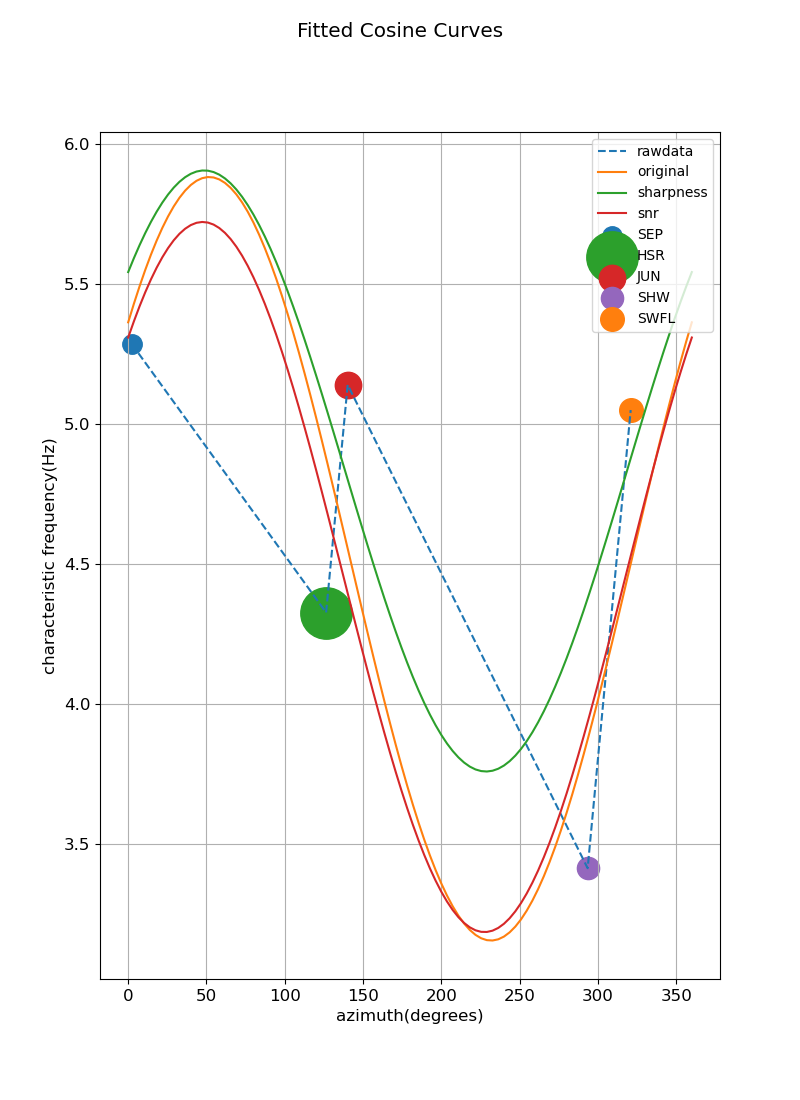 Fitted Cosine Curves
rawdata
original
sharpness
snr
SEP
HSR
JUN
SHW
SWFL
6.0
5.5
5.0
4.5
4.0
3.5
characteristic frequency(Hz)
0 50 100 150 200 250 300 350
azimuth(degrees)